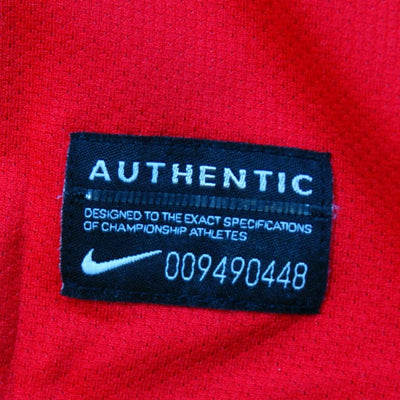 AUTHENTIC
DESIGNED TO THE EXACT SPECIFICATIONS
OF CHAMPIONSHIP ATHLETES
009490448